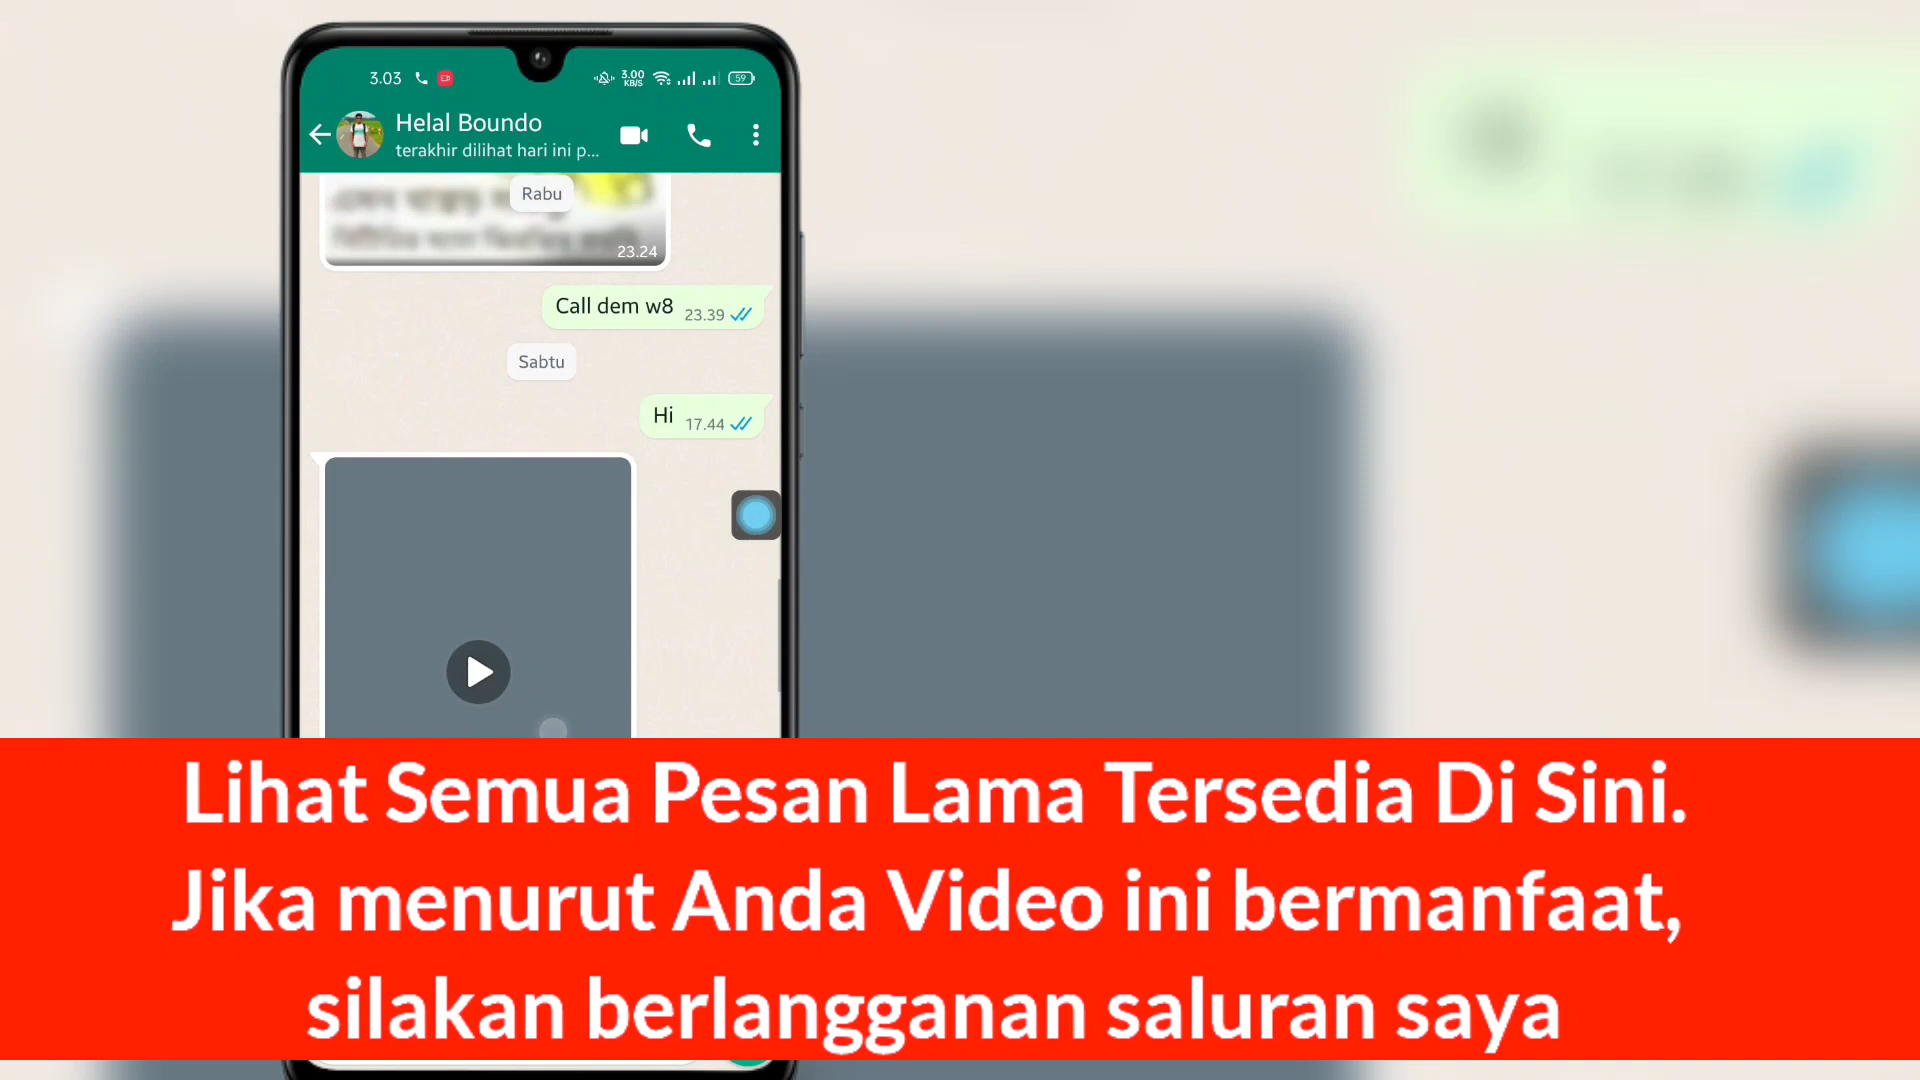 3.03
3.00
KB/S
59
Helal Boundo
terakhir dilihat hari ini p...
Rabu
23.24
Call dem w8 23.39
Sabtu
Hi 17.44
Lihat Semua Pesan Lama Tersedia Di Sini.
Jika menurut Anda Video ini bermanfaat,
silakan berlangganan saluran saya